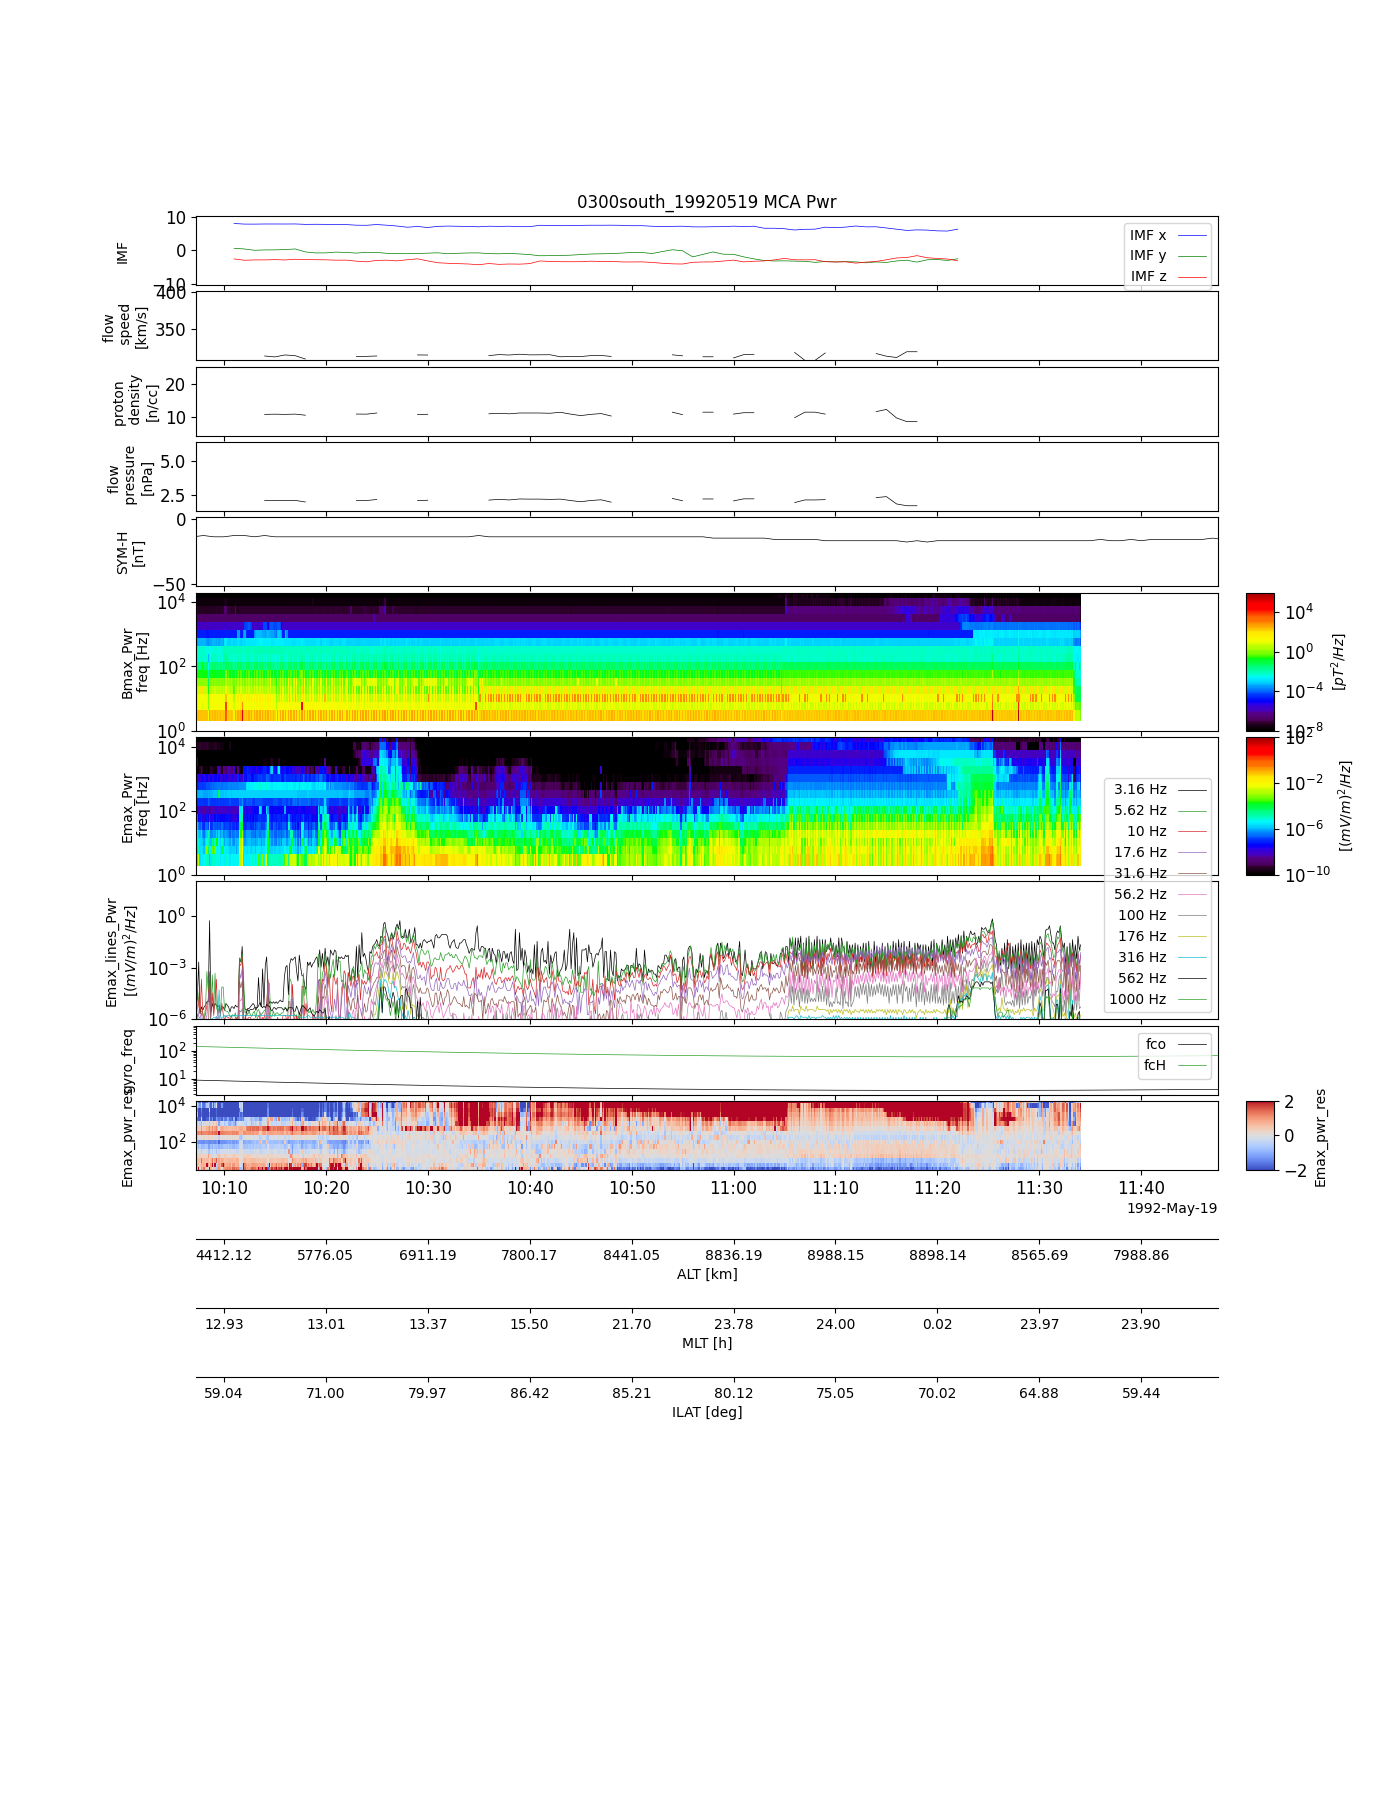 0300south_19920519 MCA Pwr
10
0
−10
IMF
IMF x
IMF y
IMF z
400
350
flow
speed
[km/s]
20
10
proton
density
[n/cc]
5.0
2.5
flow
pressure
[nPa]
0
−50
SYM-H
[nT]
10^4
10^2
10^0
Bmax_Pwr
freq [Hz]
10^4
10^0
10^−4
10^−8
[pT^2/Hz]
10^4
10^2
10^0
Emax_Pwr
freq [Hz]
10^2
10^−2
10^−6
10^−10
[(mV/m)^2/Hz]
3.16 Hz
5.62 Hz
10 Hz
17.6 Hz
31.6 Hz
56.2 Hz
100 Hz
176 Hz
316 Hz
562 Hz
1000 Hz
10^0
10^−3
10^−6
Emax_lines_Pwr
[(mV/m)^2/Hz]
10^2
10^1
gyro_freq
fco
fcH
10^4
10^2
Emax_pwr_res
2
0
−2
Emax_pwr_res
10:10 10:20 10:30 10:40 10:50 11:00 11:10 11:20 11:30 11:40
1992-May-19
4412.12 5776.05 6911.19 7800.17 8441.05 8836.19 8988.15 8898.14 8565.69 7988.86
ALT [km]
12.93 13.01 13.37 15.50 21.70 23.78 24.00 0.02 23.97 23.90
MLT [h]
59.04 71.00 79.97 86.42 85.21 80.12 75.05 70.02 64.88 59.44
ILAT [deg]